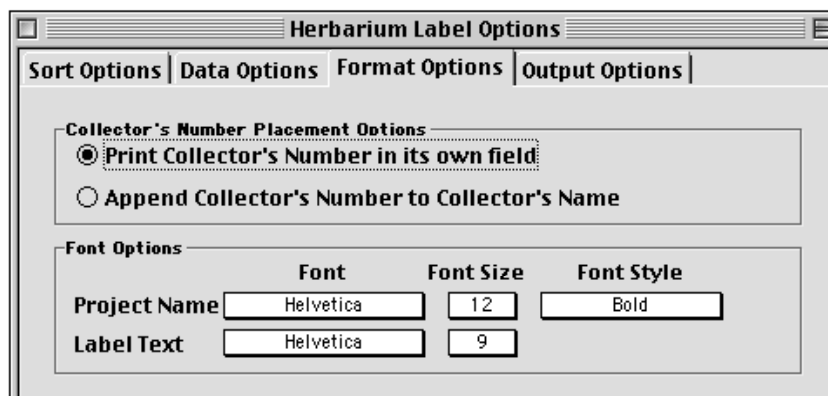 Herbarium Label Options
Sort Options Data Options Format Options Output Options
Collector's Number Placement Options
Print Collector's Number in its own field
Append Collector's Number to Collector's Name
Font Options
Font Font Size Font Style
Project Name Helvetica 12 Bold
Label Text Helvetica 9